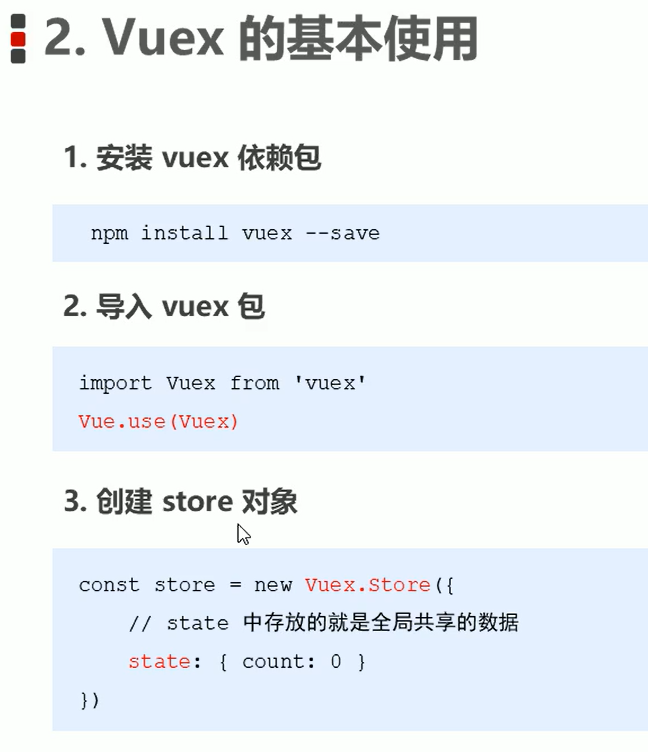 2. Vuex 的基本使用
1. 安装 vuex 依赖包
npm install vuex --save
2. 导入 vuex 包
import Vuex from 'vuex'
Vue.use(Vuex)
3. 创建 store 对象
const store = new Vuex.Store({
// state 中存放的就是全局共享的数据
state: { count: 0 }
})